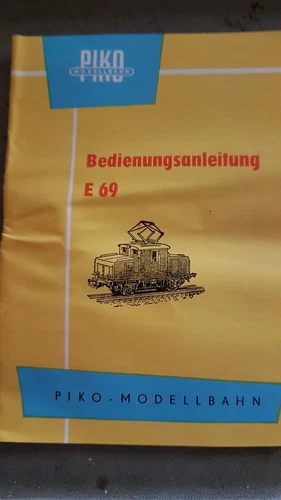 PIKO
MODELLBAHN
Bedienungsanleitung
E 69
PIKO-MODELLBAHN